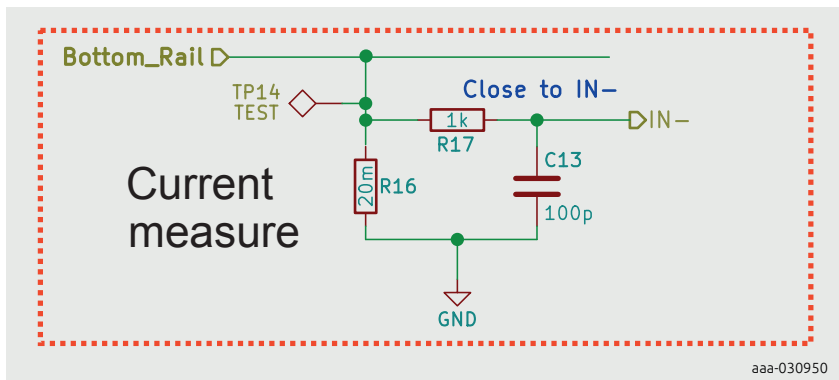 Bottom_Rail
TP14
TEST
Close to IN-
1k
R17
IN-
C13
100p
20m
R16
Current
measure
GND
aaa-030950